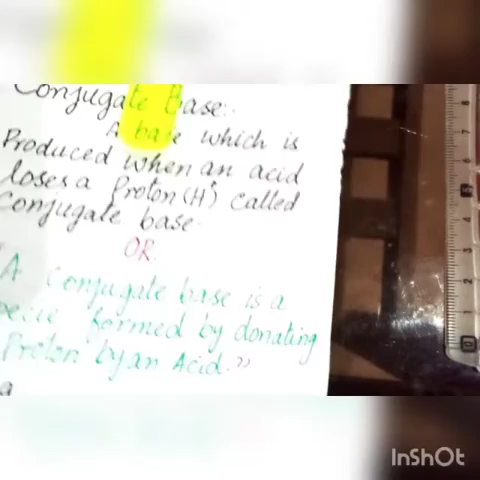 Conjugate Base:-
A base which is
Produced when an acid
loses a Proton (H⁺) called
Conjugate base.
OR.
"A Conjugate base is a
pecie formed by donating
Proton by an Acid."
InShOt